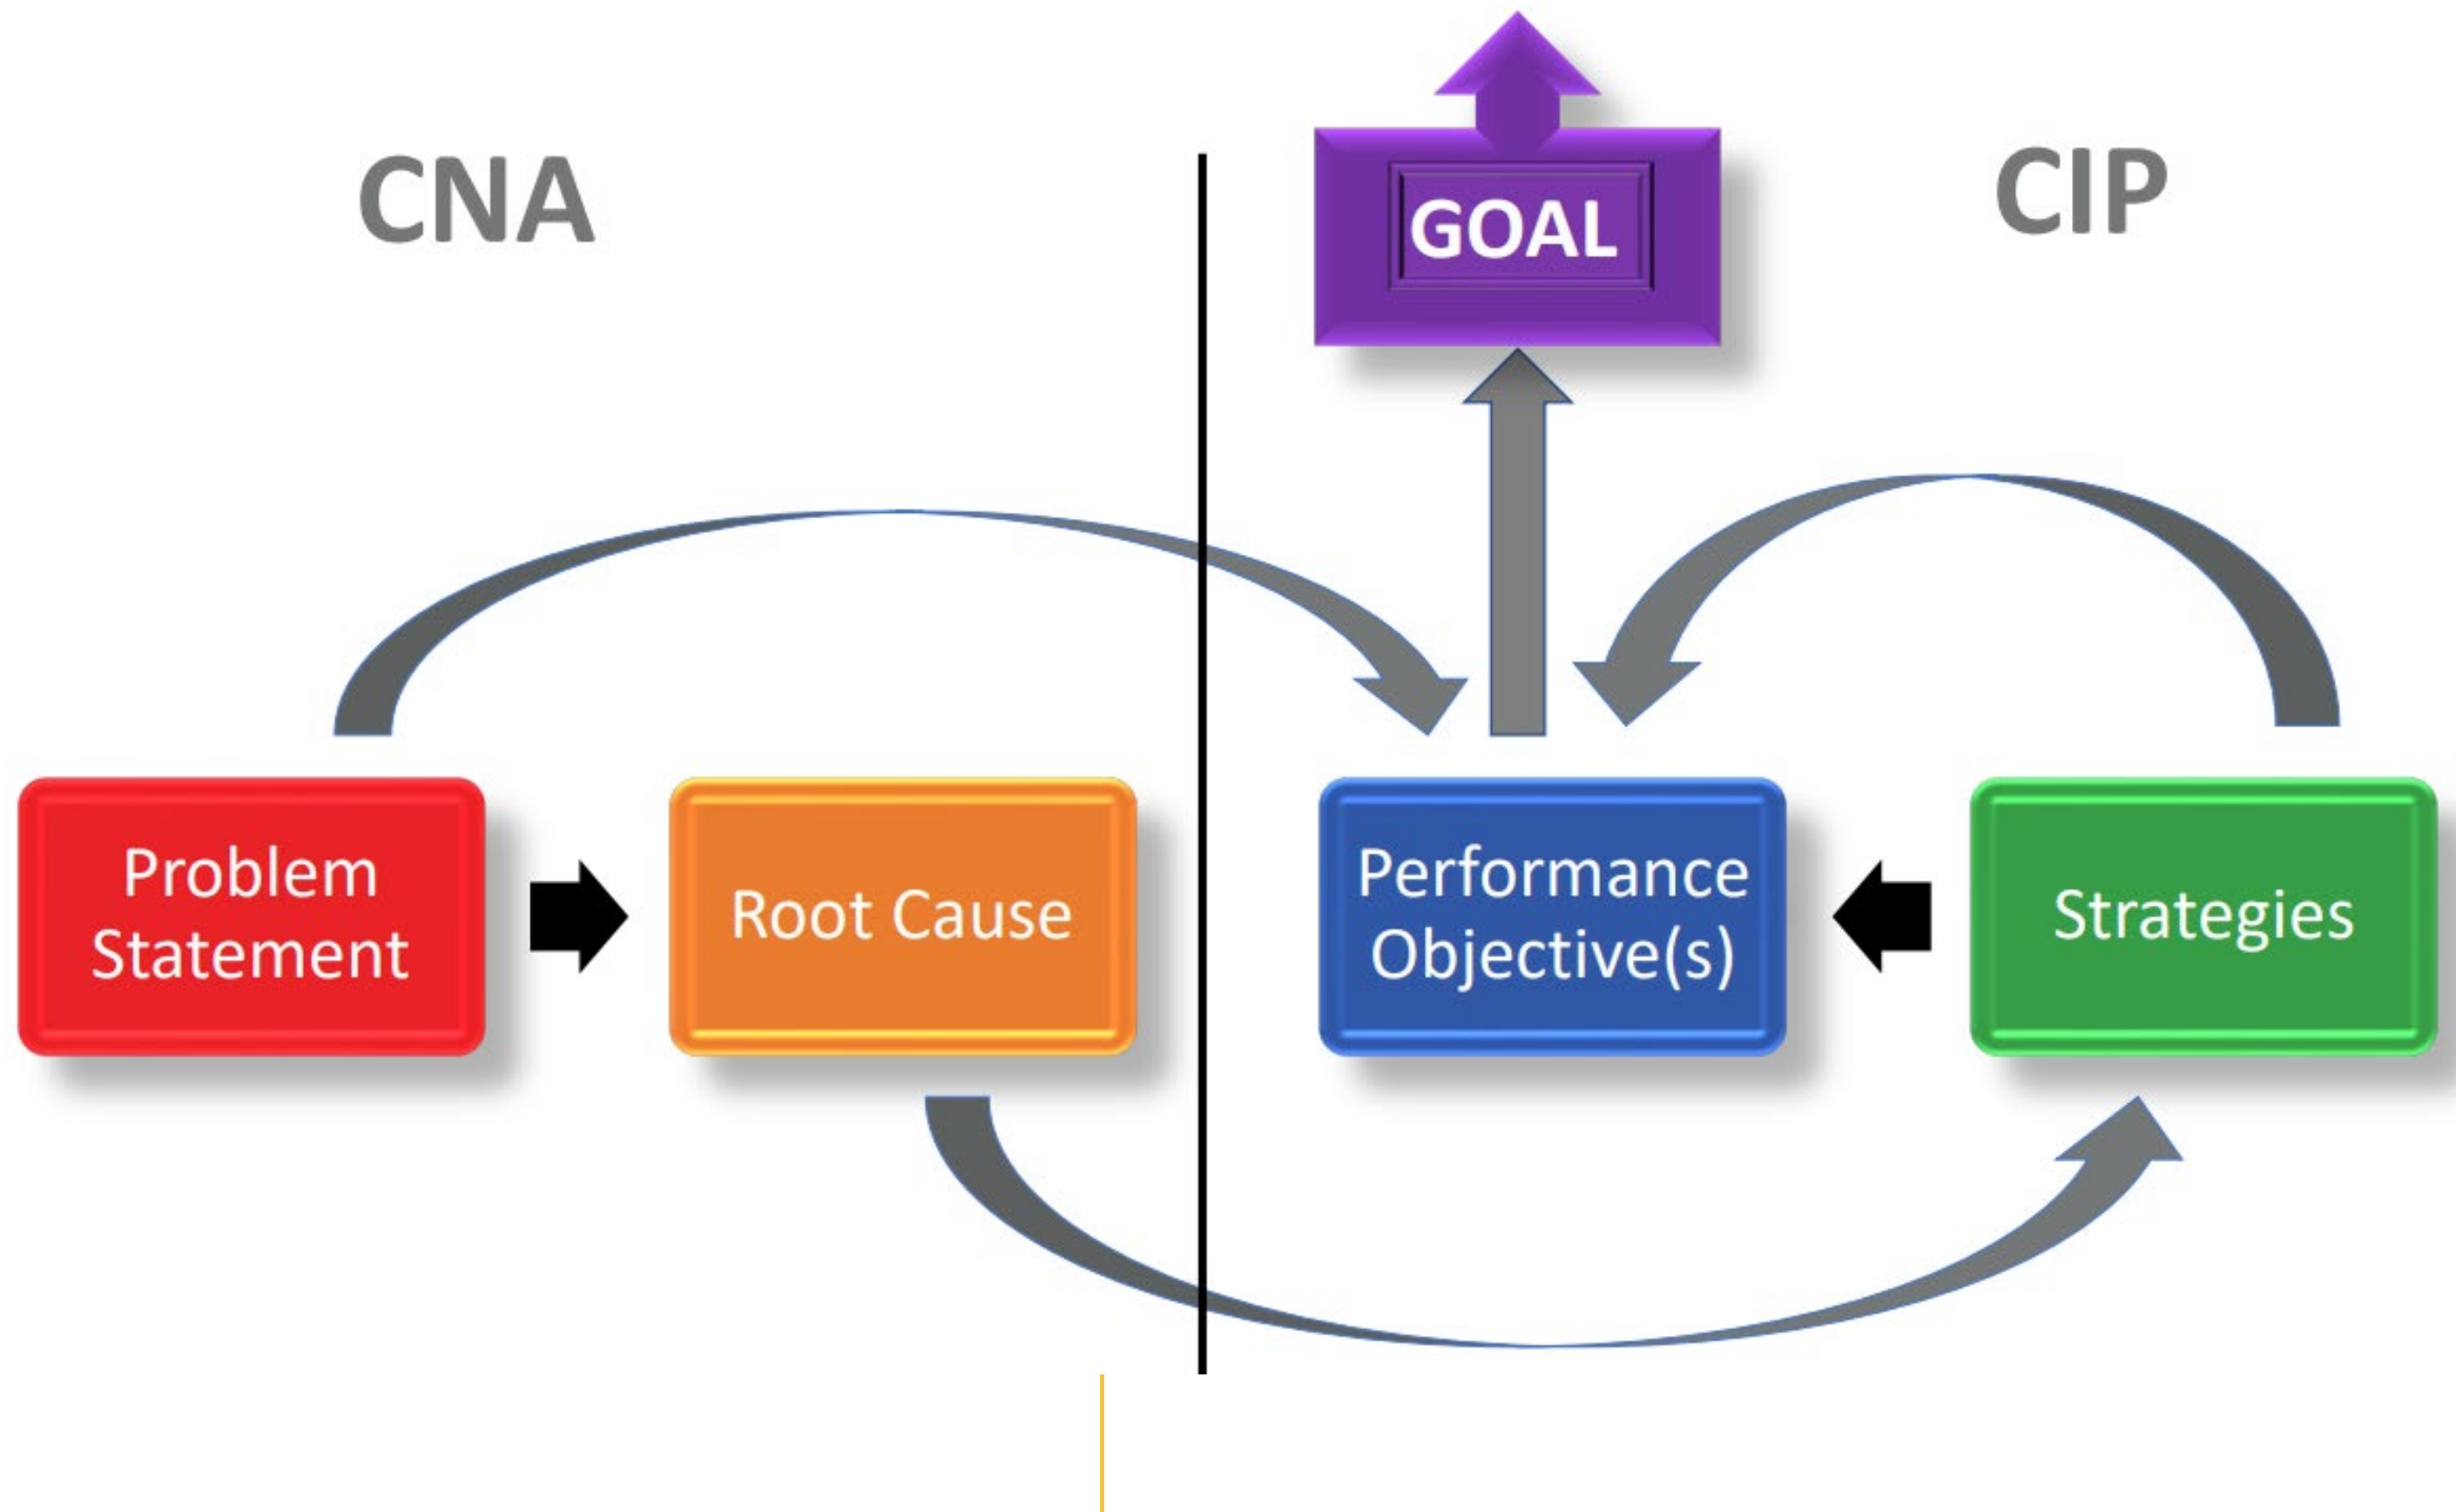 CNA
GOAL
CIP
Problem
Statement
Root Cause
Performance
Objective(s)
Strategies